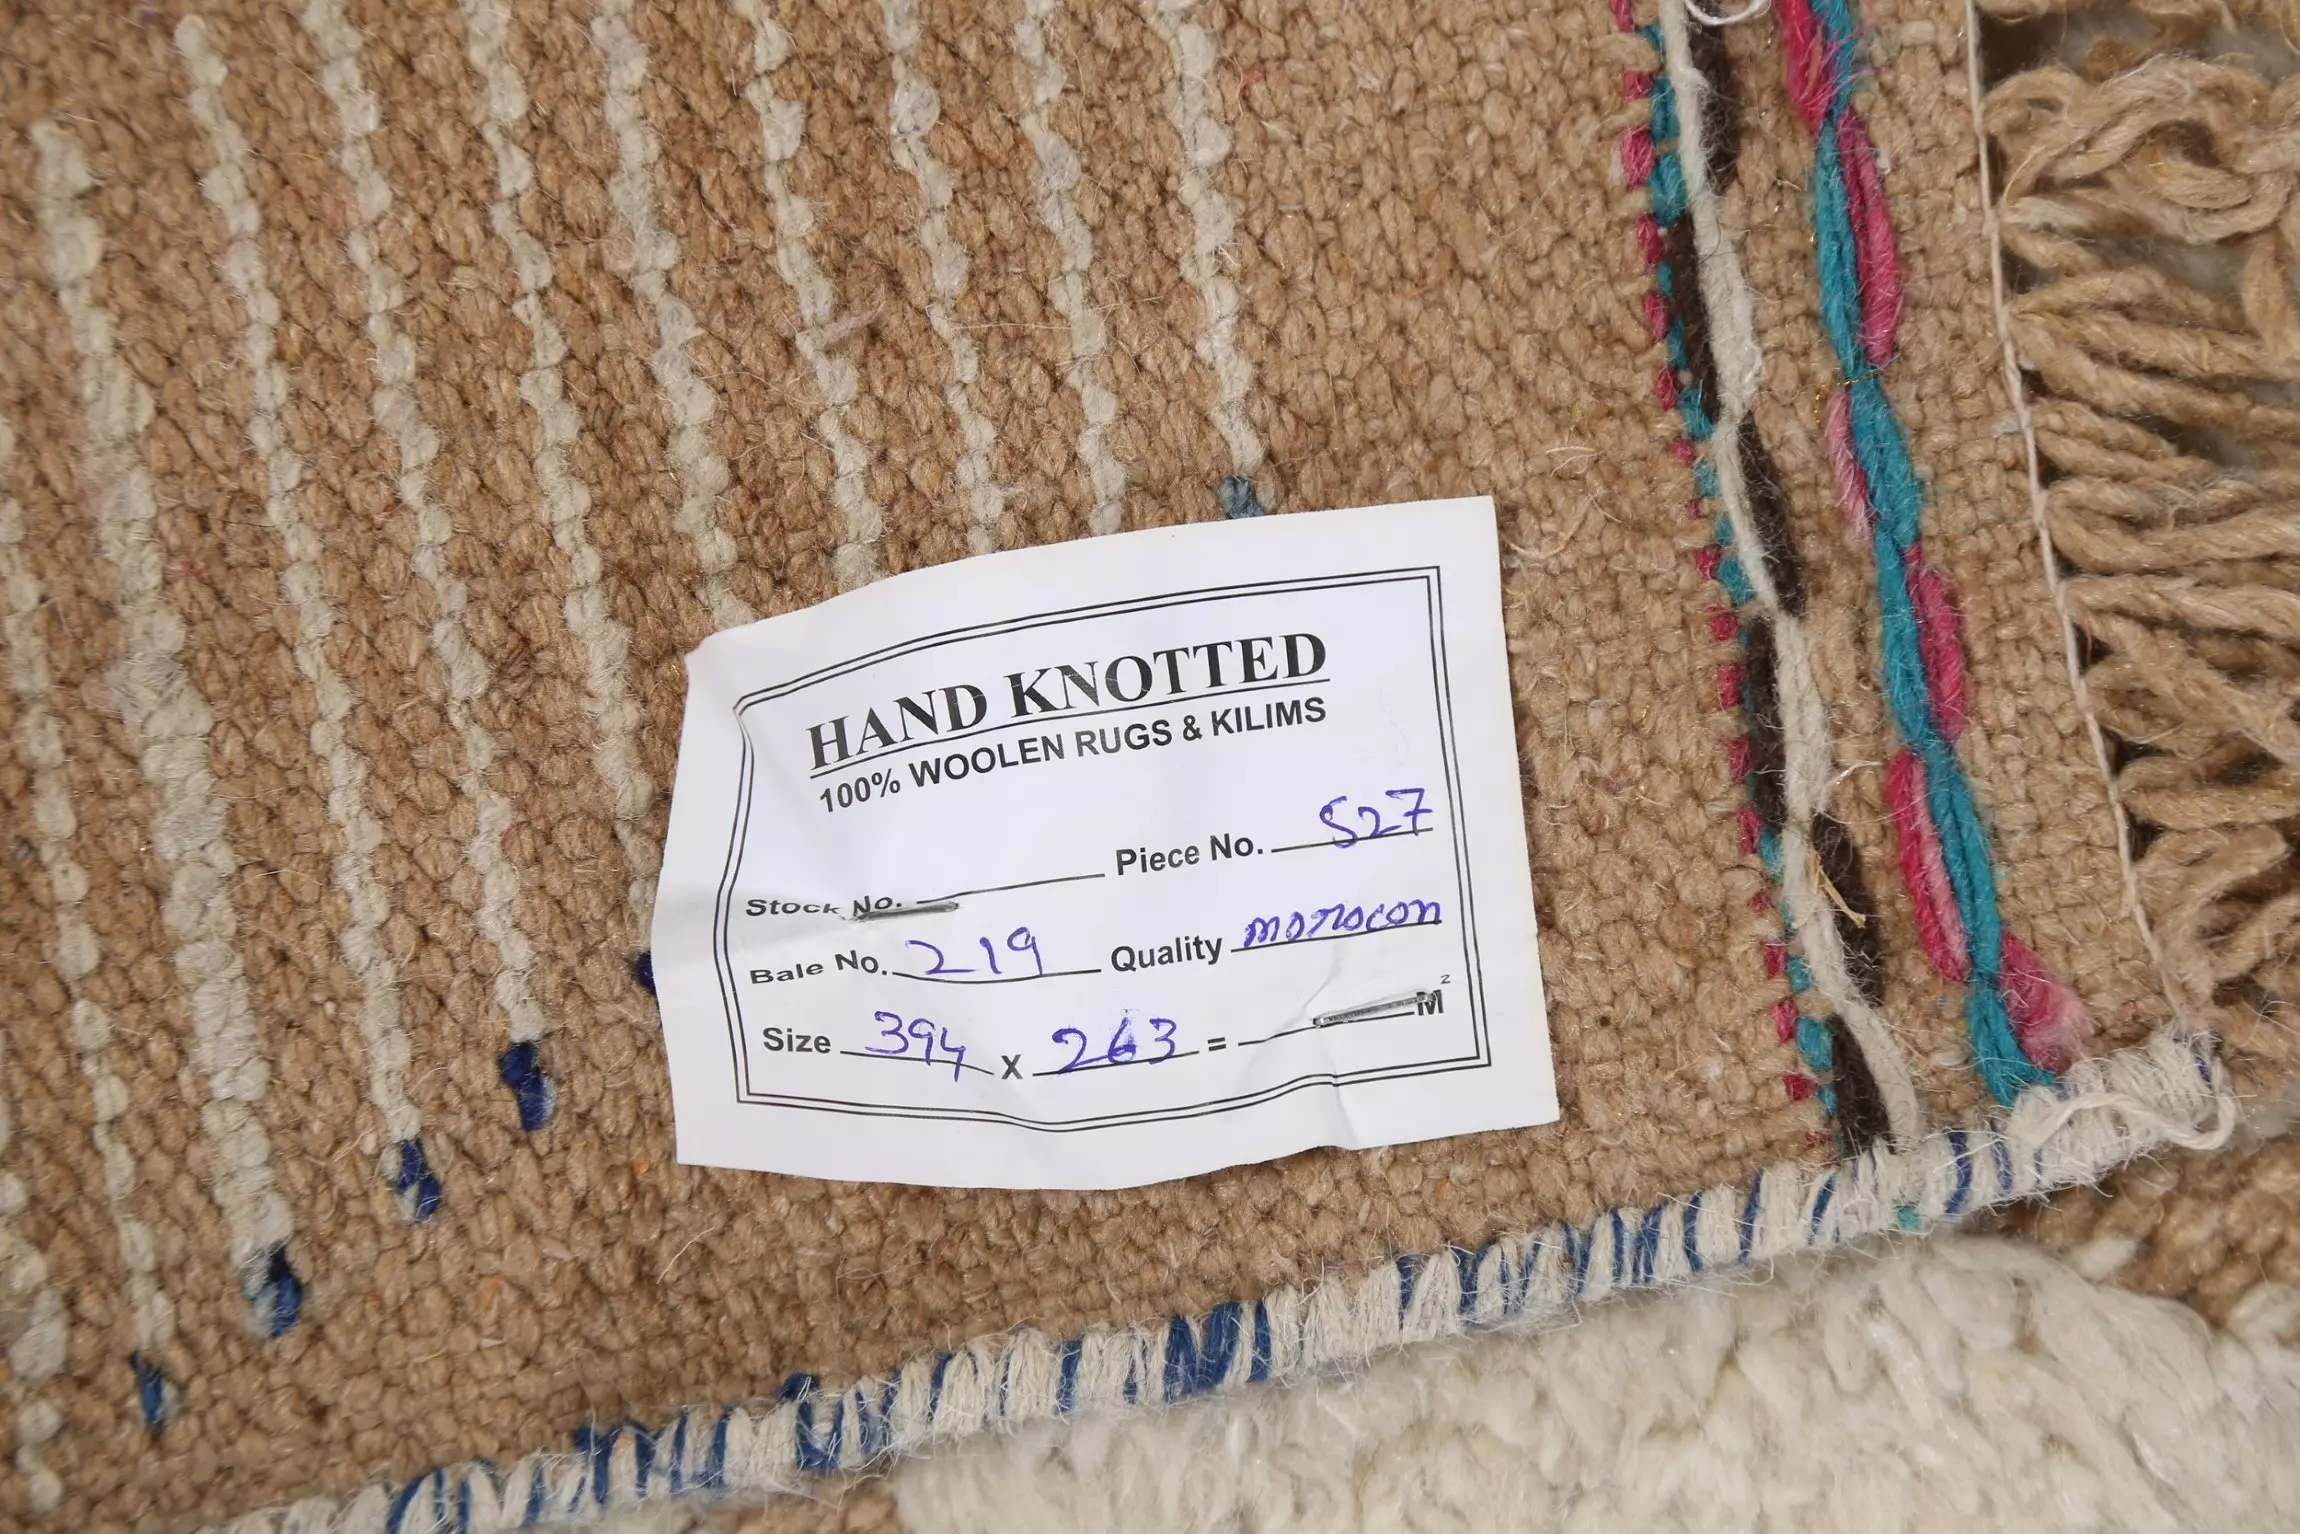 HAND KNOTTED
100% WOOLEN RUGS & KILIMS
Stock No. Piece No. 527
Bale No. 219 Quality morrocon
Size 394 x 263 = M²